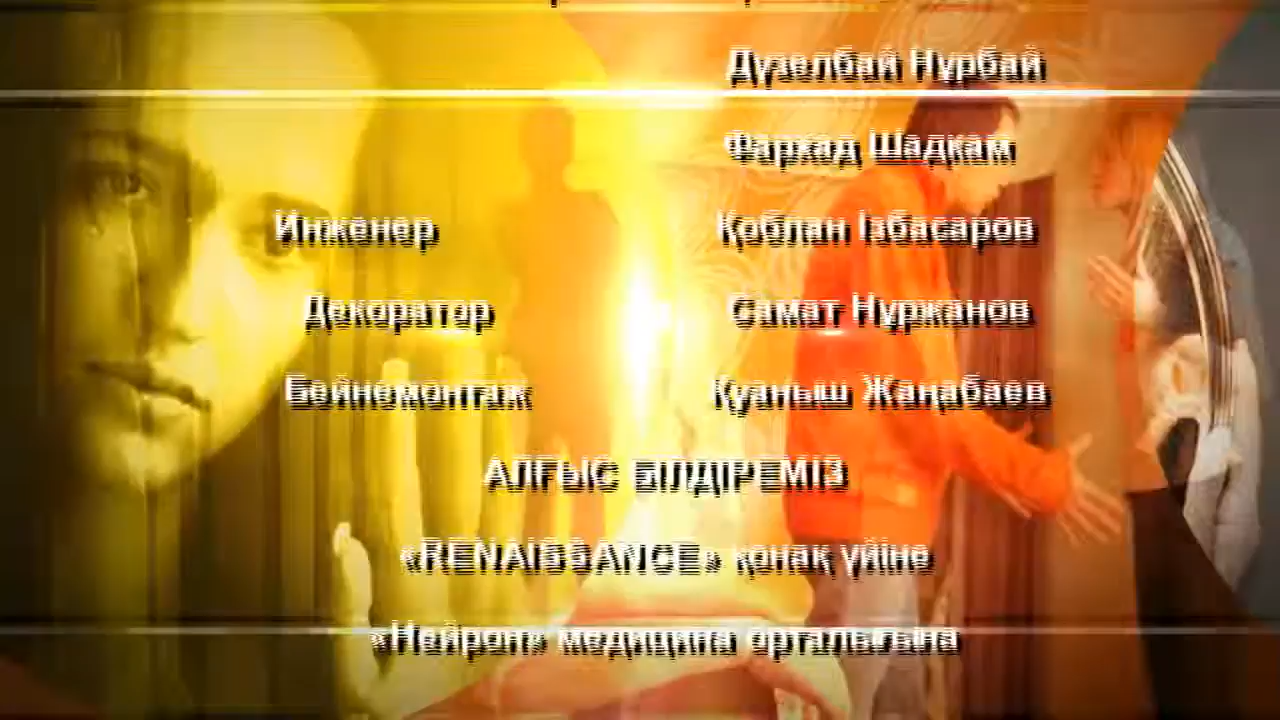 Дүзелбай Нұрбай
Фархад Шадкам
Инженер Қоблан Ізбасаров
Декоратор Самат Нұржанов
Бейнемонтаж Қуаныш Жаңабаев
АЛҒЫС БІЛДІРЕМІЗ
«RENAISSANCE» қонақ үйіне
«Нейрон» медицина орталығына